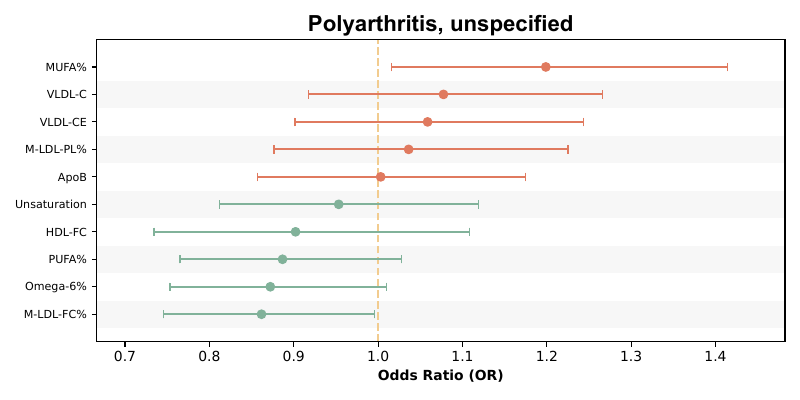 Polyarthritis, unspecified
MUFA%
VLDL-C
VLDL-CE
M-LDL-PL%
ApoB
Unsaturation
HDL-FC
PUFA%
Omega-6%
M-LDL-FC%
0.7 0.8 0.9 1.0 1.1 1.2 1.3 1.4
Odds Ratio (OR)